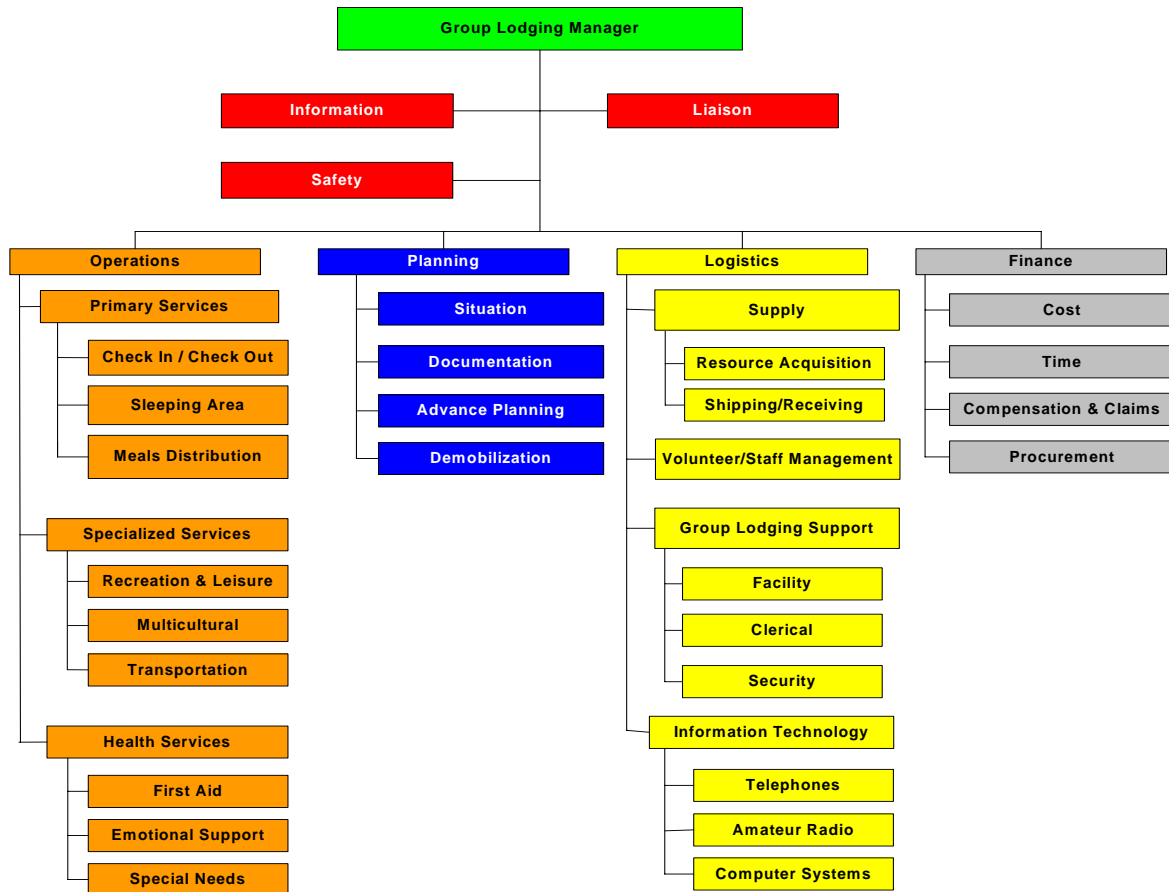 Group Lodging Manager
Information
Liaison
Safety
Operations
Primary Services
Check In / Check Out
Sleeping Area
Meals Distribution
Specialized Services
Recreation & Leisure
Multicultural
Transportation
Health Services
First Aid
Emotional Support
Special Needs
Planning
Situation
Documentation
Advance Planning
Demobilization
Logistics
Supply
Resource Acquisition
Shipping/Receiving
Volunteer/Staff Management
Group Lodging Support
Facility
Clerical
Security
Information Technology
Telephones
Amateur Radio
Computer Systems
Finance
Cost
Time
Compensation & Claims
Procurement